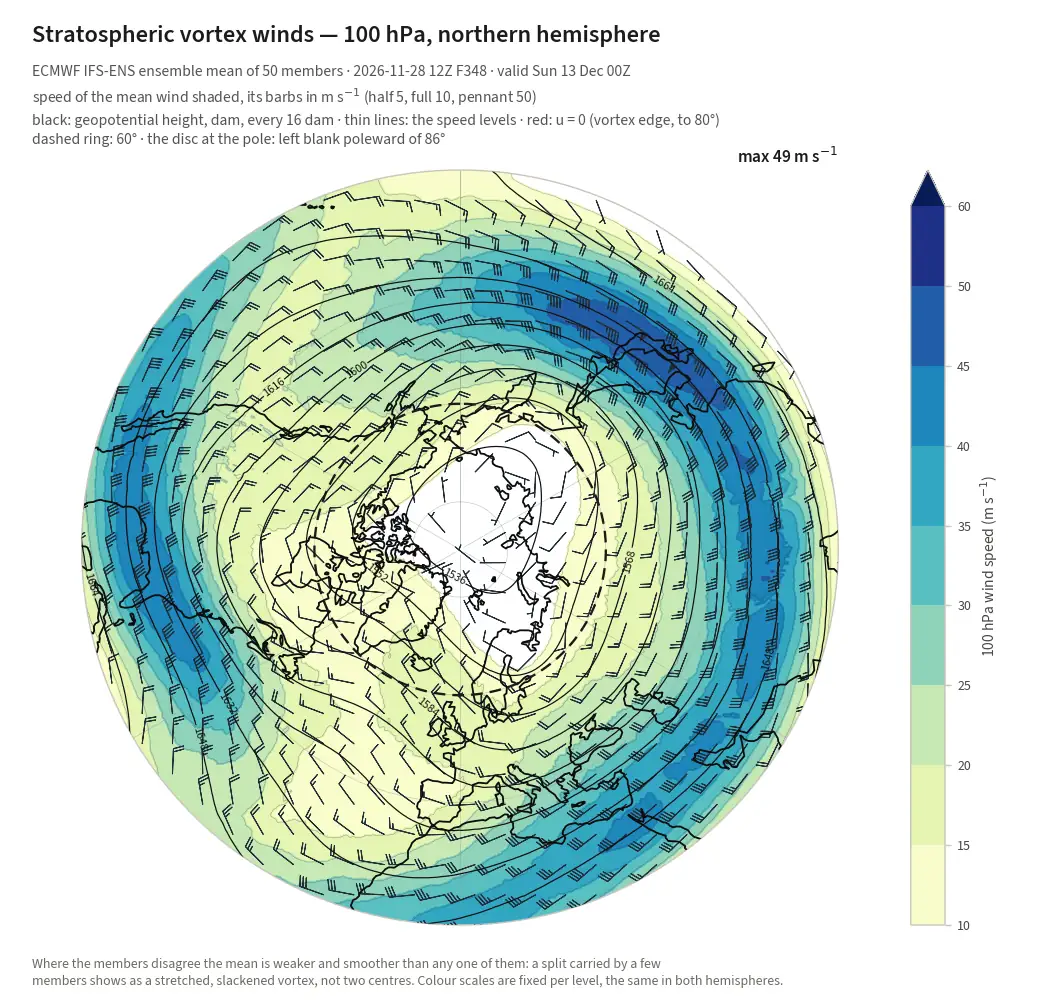 Stratospheric vortex winds — 100 hPa, northern hemisphere
ECMWF IFS-ENS ensemble mean of 50 members · 2026-11-28 12Z F348 · valid Sun 13 Dec 00Z
speed of the mean wind shaded, its barbs in m s⁻¹ (half 5, full 10, pennant 50)
black: geopotential height, dam, every 16 dam · thin lines: the speed levels · red: u = 0 (vortex edge, to 80°)
dashed ring: 60° · the disc at the pole: left blank poleward of 86°
max 49 m s⁻¹
60
50
45
40
35
30
25
20
15
10
100 hPa wind speed (m s⁻¹)
1664
1600
1616
1568
1552
1536
1584
1632
1648
1648
1664
Where the members disagree the mean is weaker and smoother than any one of them: a split carried by a few
members shows as a stretched, slackened vortex, not two centres. Colour scales are fixed per level, the same in both hemispheres.